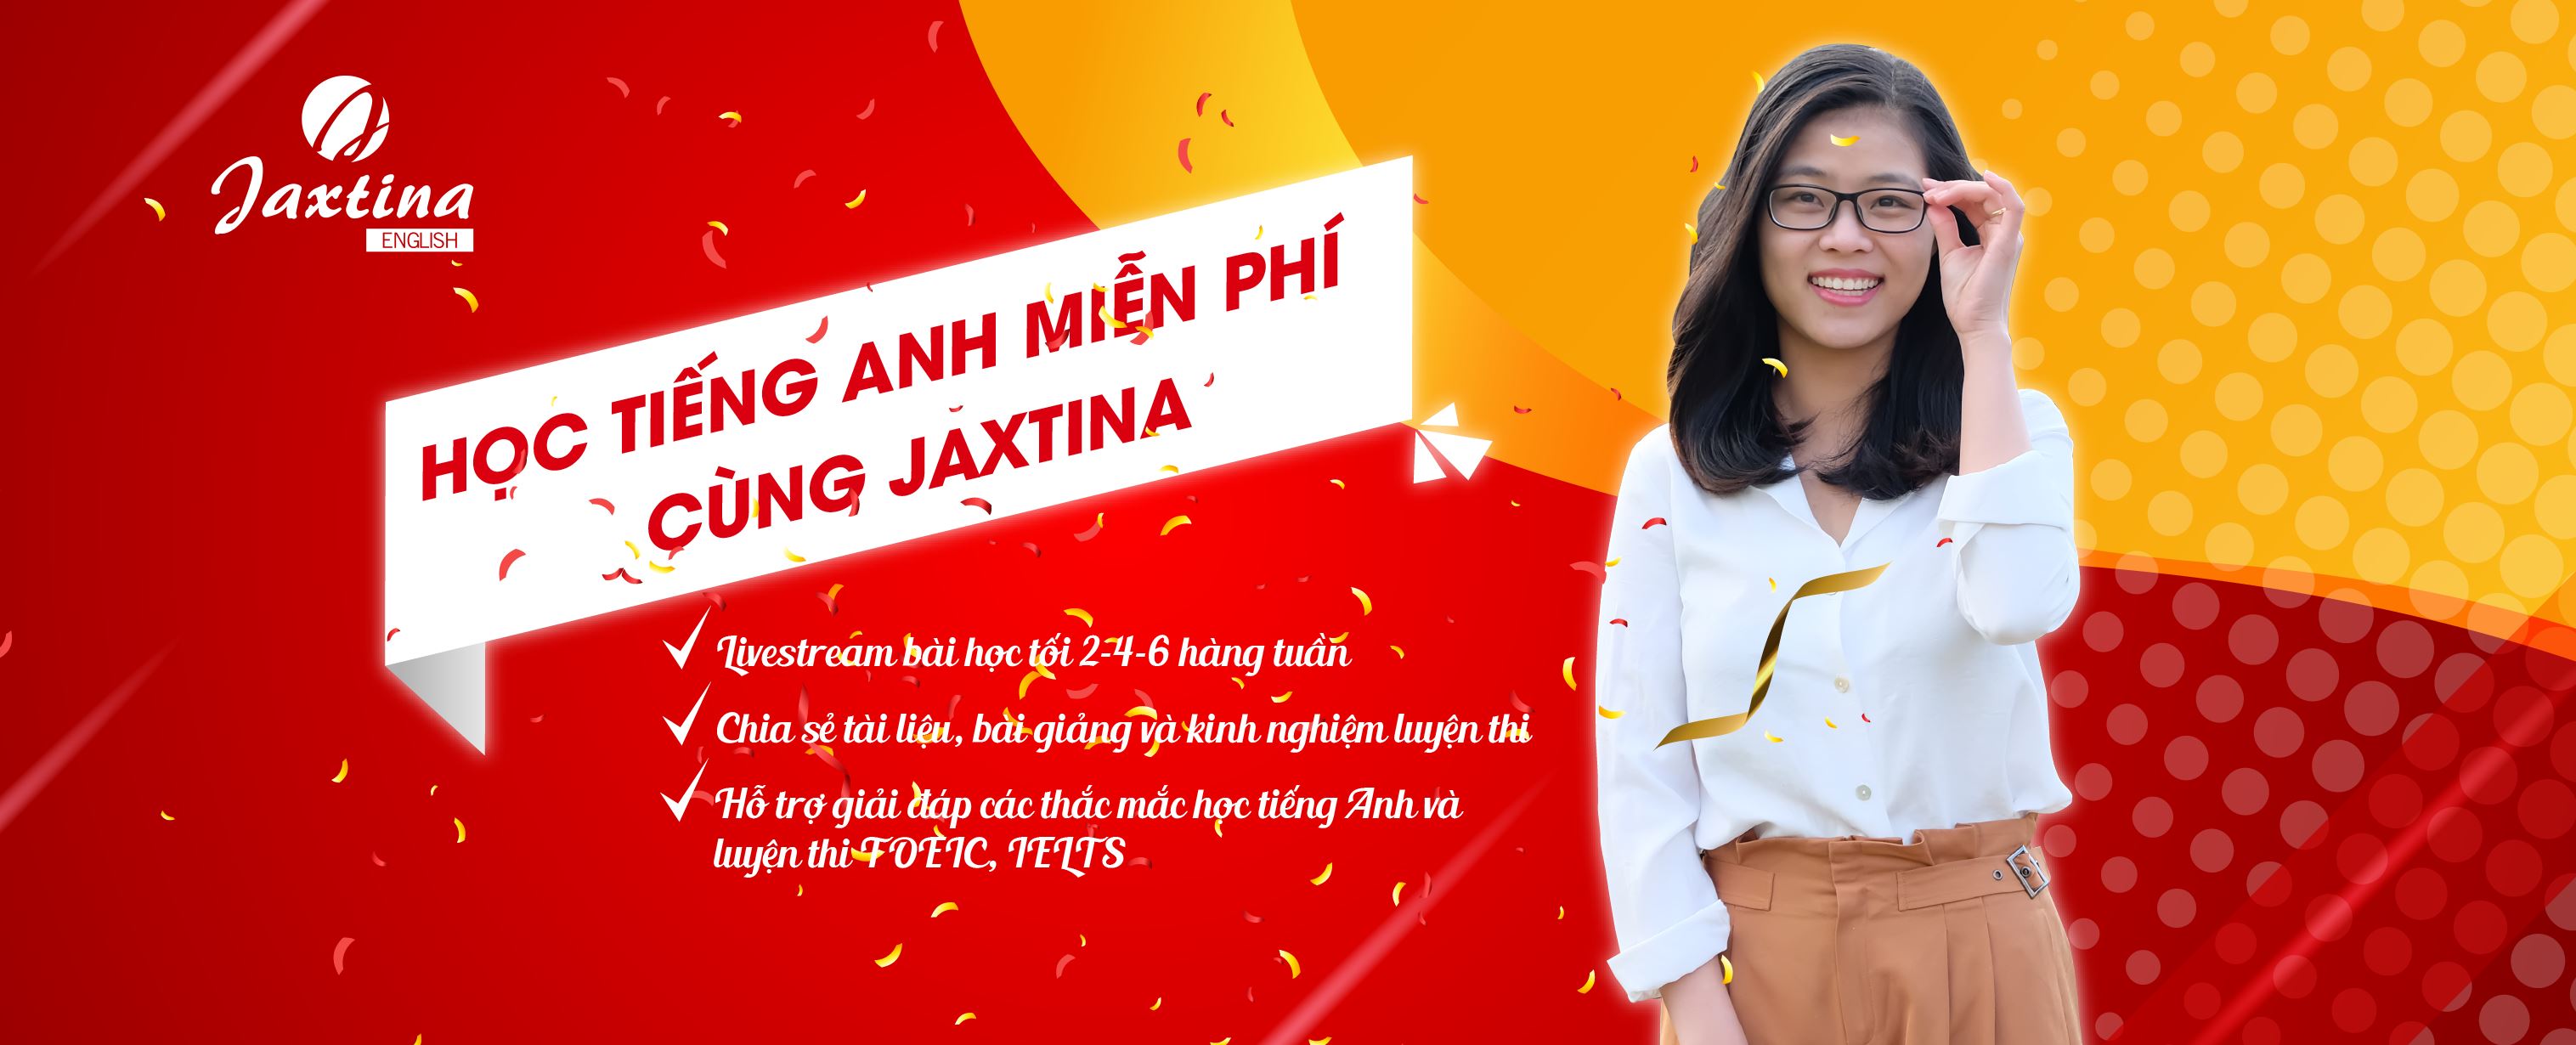 Jaxtina
ENGLISH
HỌC TIẾNG ANH MIỄN PHÍ
CÙNG JAXTINA
Livestream bài học tối 2-4-6 hàng tuần
Chia sẻ tài liệu, bài giảng và kinh nghiệm luyện thi
Hỗ trợ giải đáp các thắc mắc học tiếng Anh và
luyện thi TOEIC, IELTS